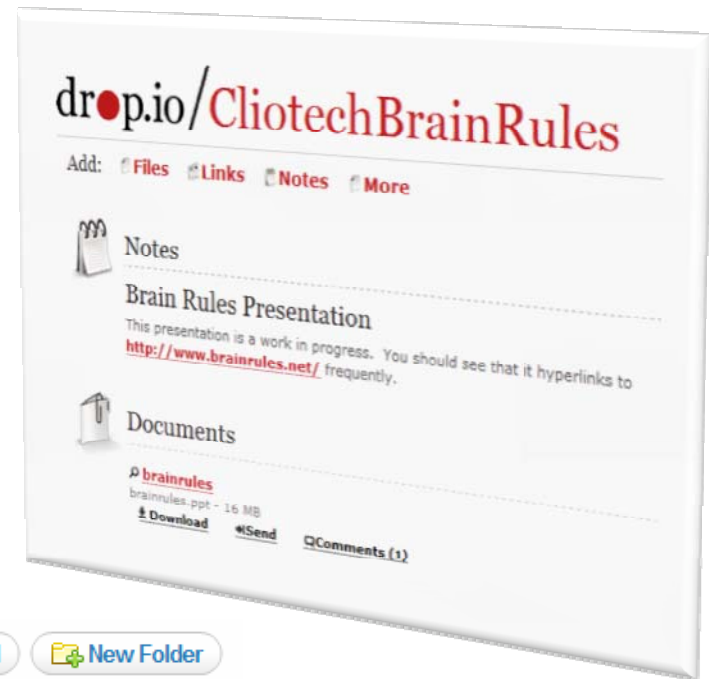 drop.io/CliotechBrainRules
Add: Files Links Notes More
Notes
Brain Rules Presentation
This presentation is a work in progress. You should see that it hyperlinks to
http://www.brainrules.net/ frequently.
Documents
brainrules
brainrules.ppt - 16 MB
Download Send Comments (1)
New Folder